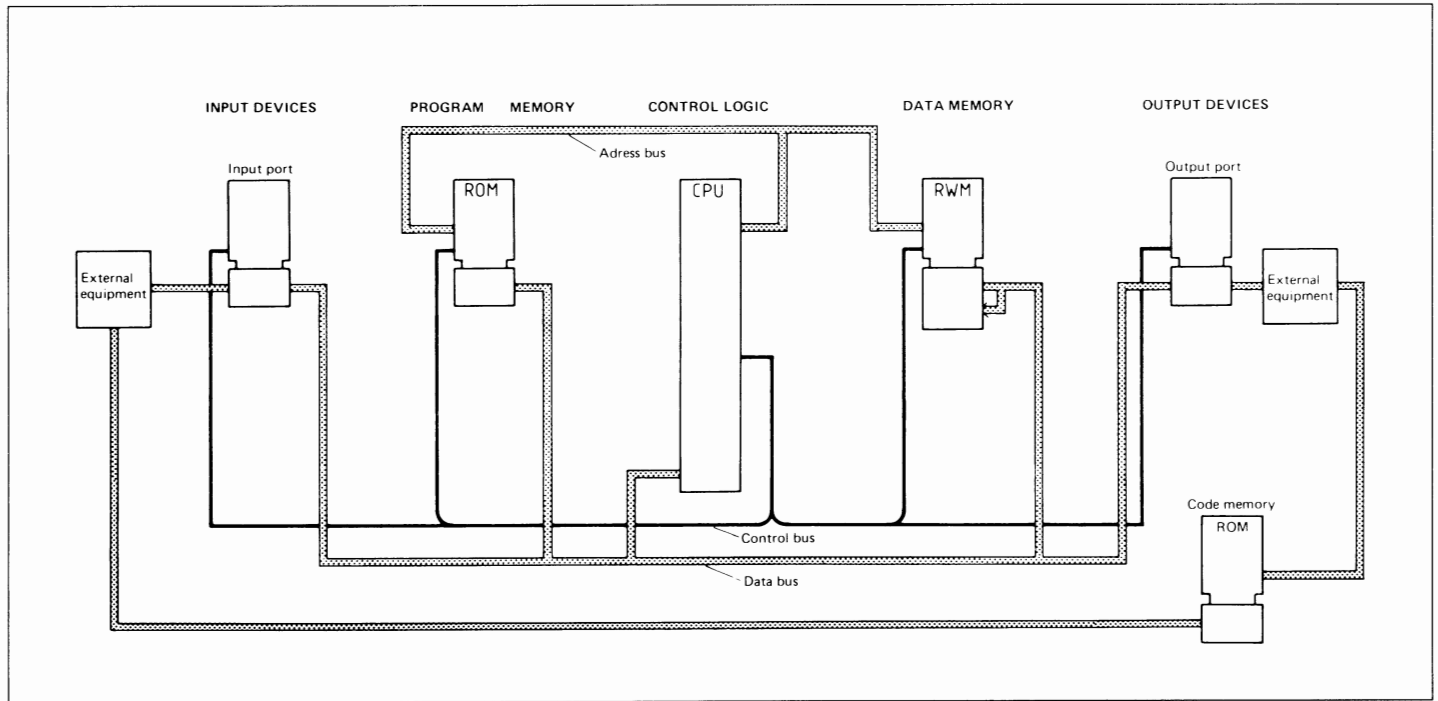 INPUT DEVICES
PROGRAM MEMORY
CONTROL LOGIC
DATA MEMORY
OUTPUT DEVICES
Adress bus
Input port
ROM
CPU
RWM
Output port
External
equipment
External
equipment
Code memory
ROM
Control bus
Data bus